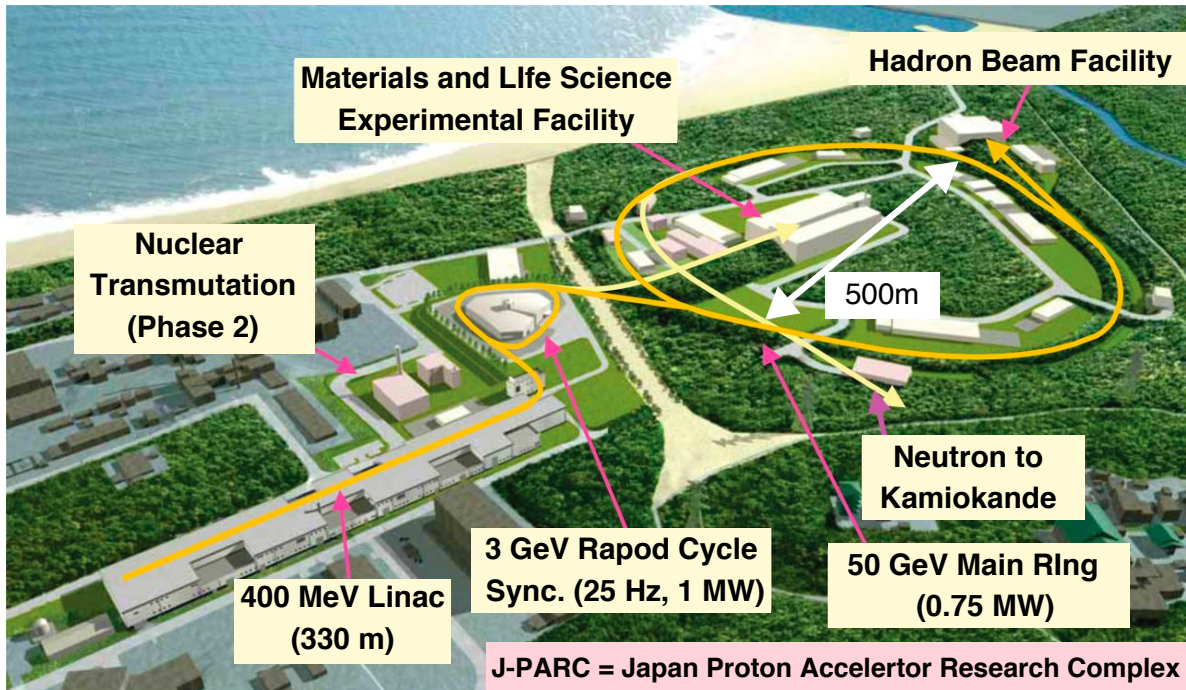 Materials and LIfe Science
Experimental Facility
Hadron Beam Facility
Nuclear
Transmutation
(Phase 2)
500m
Neutron to
Kamiokande
3 GeV Rapod Cycle
Sync. (25 Hz, 1 MW)
50 GeV Main RIng
(0.75 MW)
400 MeV Linac
(330 m)
J-PARC = Japan Proton Accelertor Research Complex